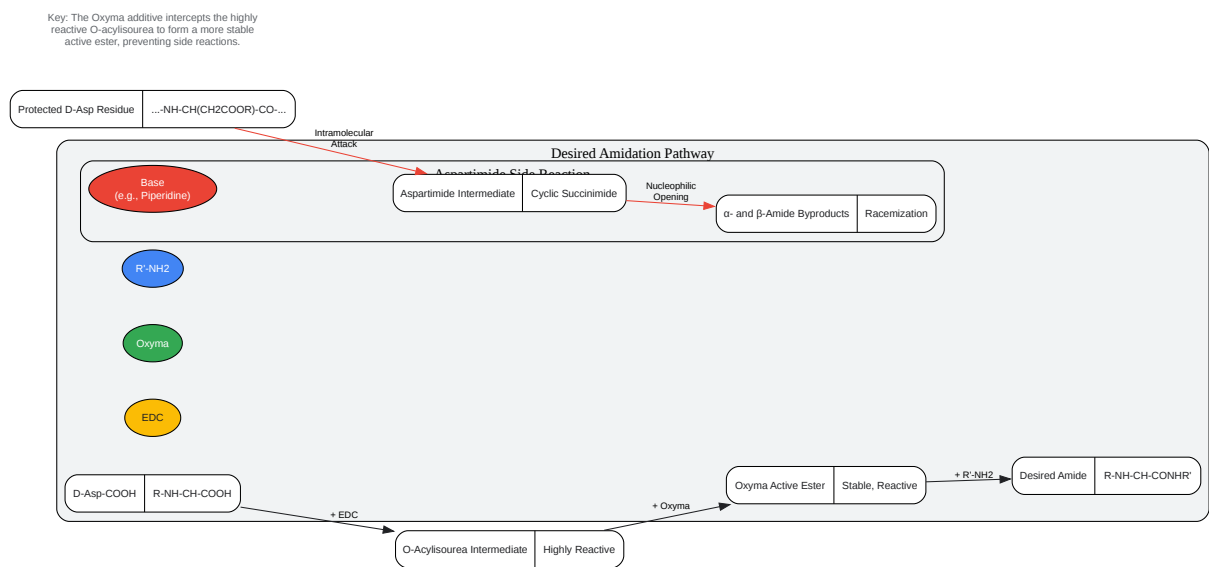 Key: The Oxyma additive intercepts the highly
reactive O-acylisourea to form a more stable
active ester, preventing side reactions.
Protected D-Asp Residue
...-NH-CH(CH2COOR)-CO-...
Intramolecular
Attack
Desired Amidation Pathway
Aspartimide Side Reaction
Base
(e.g., Piperidine)
Aspartimide Intermediate
Cyclic Succinimide
Nucleophilic
Opening
α- and β-Amide Byproducts
Racemization
R'-NH2
Oxyma
EDC
D-Asp-COOH
R-NH-CH-COOH
+ EDC
O-Acylisourea Intermediate
Highly Reactive
+ Oxyma
Oxyma Active Ester
Stable, Reactive
+ R'-NH2
Desired Amide
R-NH-CH-CONHR'